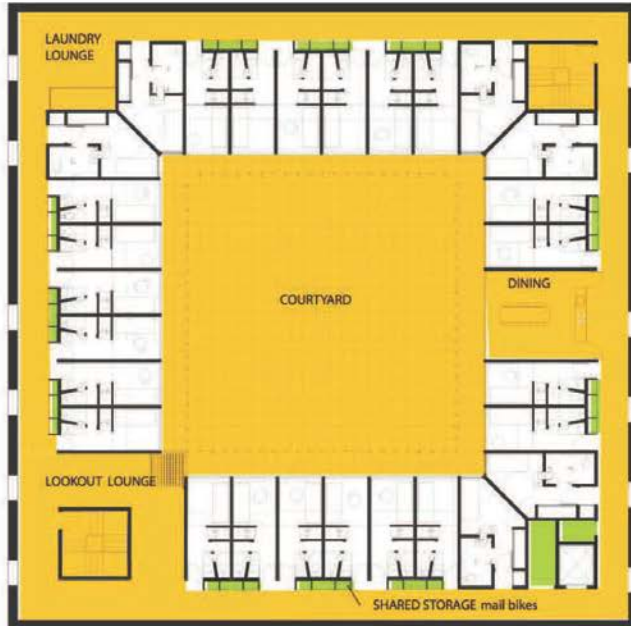 LAUNDRY
LOUNGE
COURTYARD
DINING
LOOKOUT LOUNGE
SHARED STORAGE mail bikes